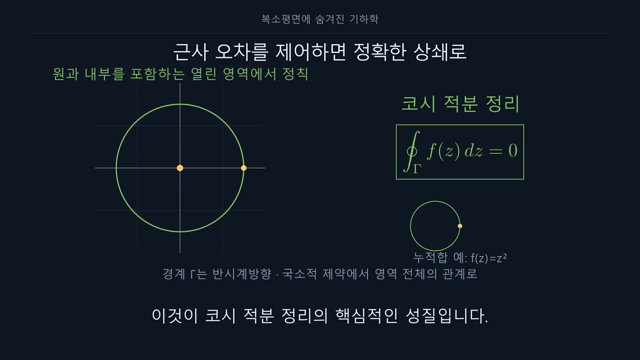 복소평면에 숨겨진 기하학
근사 오차를 제어하면 정확한 상쇄로
원과 내부를 포함하는 열린 영역에서 정칙
코시 적분 정리
∮_Γ f(z) dz = 0
누적합 예: f(z)=z²
경계 Γ는 반시계방향 · 국소적 제약에서 영역 전체의 관계로
이것이 코시 적분 정리의 핵심적인 성질입니다.